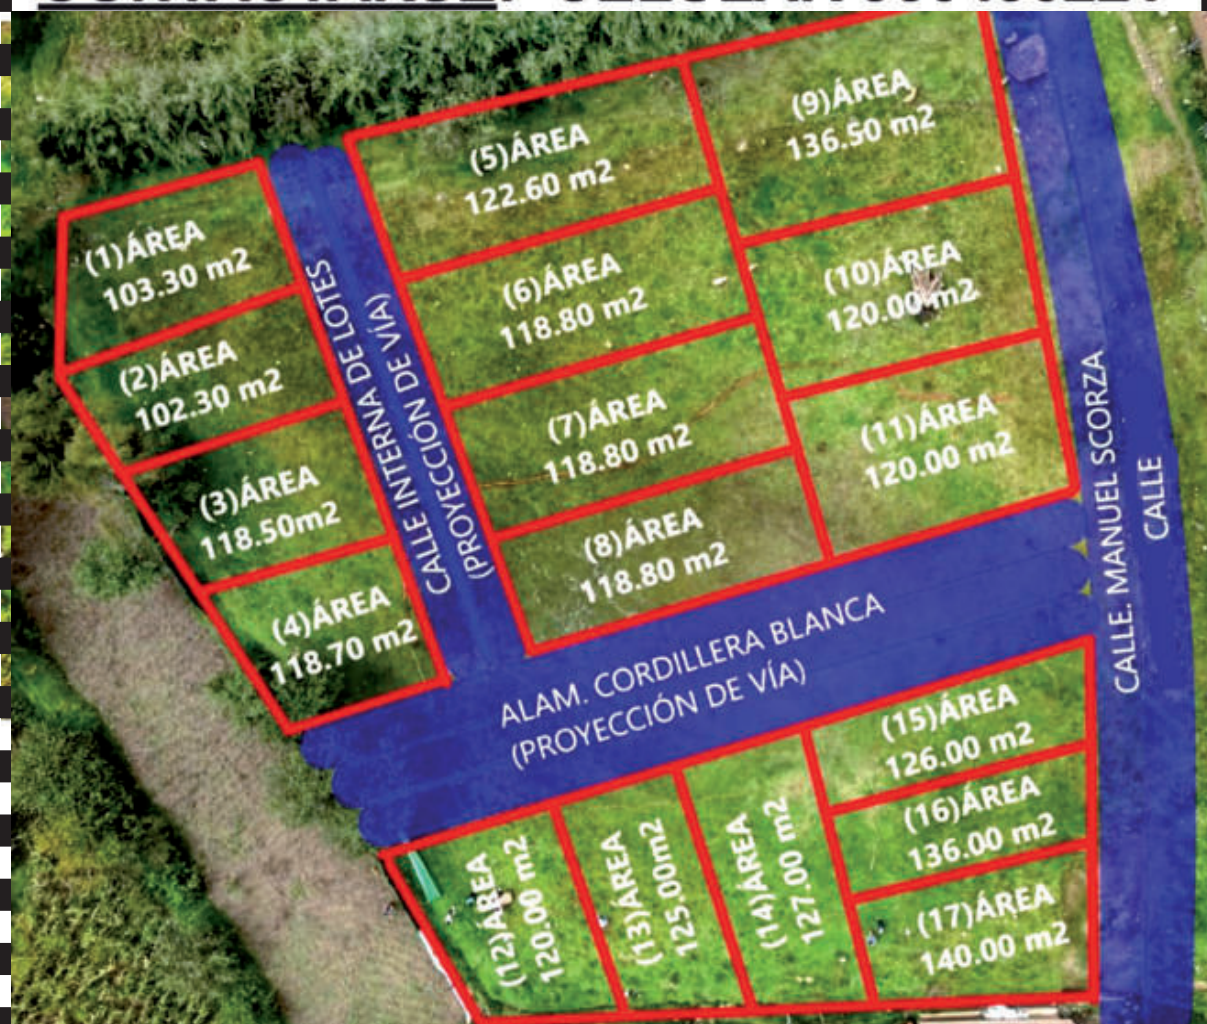 (1)ÁREA
103.30 m2
(2)ÁREA
102.30 m2
(3)ÁREA
118.50m2
(4)ÁREA
118.70 m2
CALLE INTERNA DE LOTES
(PROYECCIÓN DE VÍA)
(5)ÁREA
122.60 m2
(6)ÁREA
118.80 m2
(7)ÁREA
118.80 m2
(8)ÁREA
118.80 m2
(9)ÁREA
136.50 m2
(10)ÁREA
120.00 m2
(11)ÁREA
120.00 m2
CALLE. MANUEL SCORZA
CALLE
ALAM. CORDILLERA BLANCA
(PROYECCIÓN DE VÍA)
(12)ÁREA
120.00 m2
(13)ÁREA
125.00m2
(14)ÁREA
127.00 m2
(15)ÁREA
126.00 m2
(16)ÁREA
136.00 m2
(17)ÁREA
140.00 m2